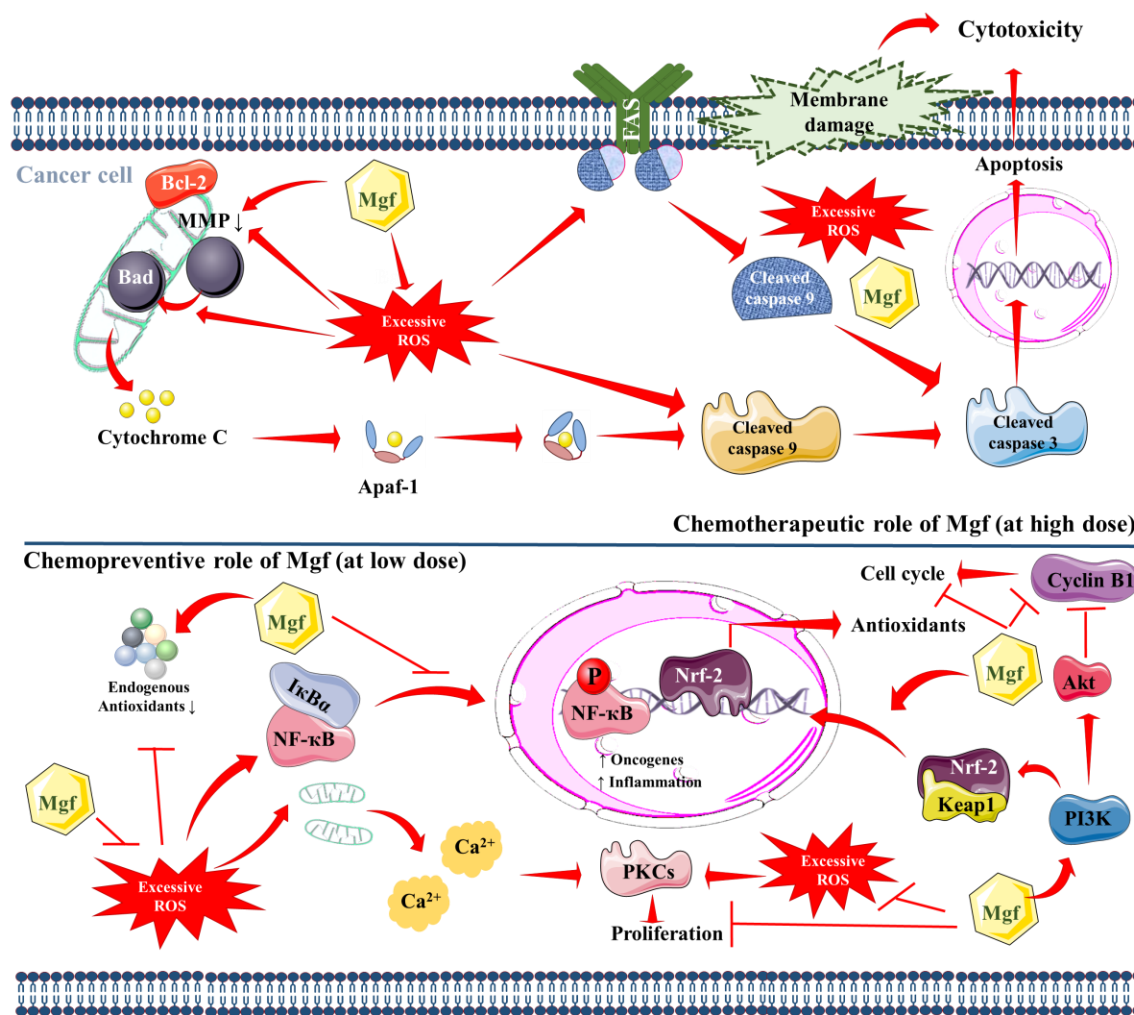 Cytotoxicity
FAS
Membrane
damage
Apoptosis
Cancer cell
Bcl-2
Mgf
MMP ↓
Bad
Excessive
ROS
Excessive
ROS
Cleaved
caspase 9
Mgf
Cytochrome C
Apaf-1
Cleaved
caspase 9
Cleaved
caspase 3
Chemotherapeutic role of Mgf (at high dose)
Chemopreventive role of Mgf (at low dose)
Mgf
Endogenous
Antioxidants ↓
IκBα
NF-κB
Mgf
Excessive
ROS
Ca²⁺
Ca²⁺
P
NF-κB
Nrf-2
↑ Oncogenes
↑ Inflammation
Cell cycle
Cyclin B1
Antioxidants
Mgf
Akt
Nrf-2
Keap1
PI3K
PKCs
Excessive
ROS
Mgf
Proliferation